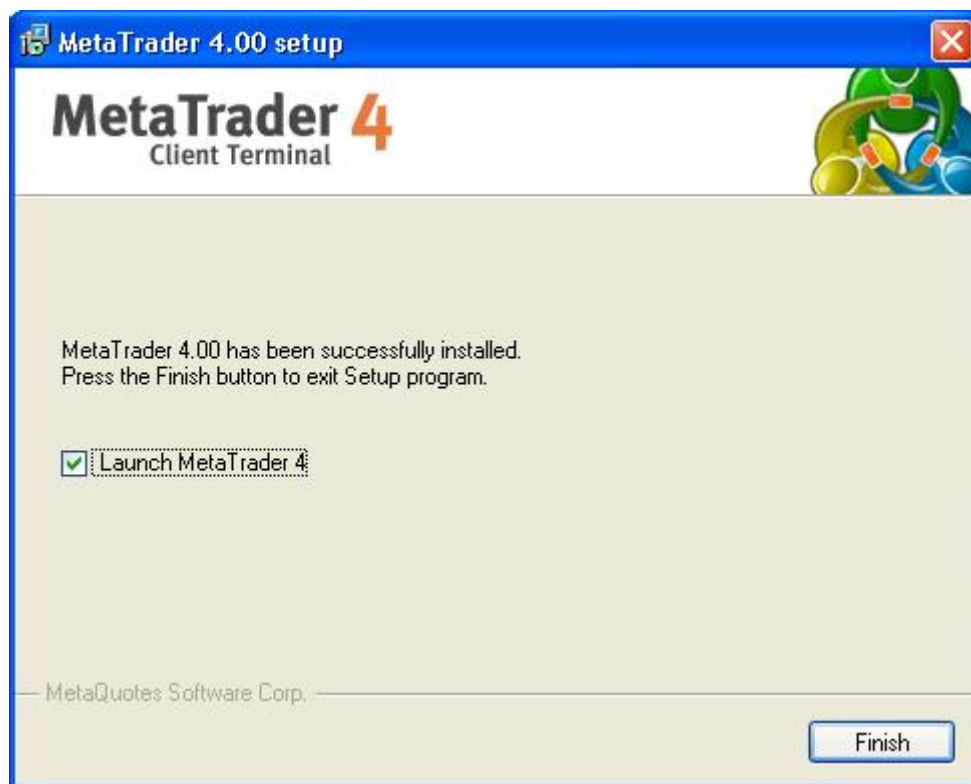 MetaTrader 4.00 setup
MetaTrader 4
Client Terminal
MetaTrader 4.00 has been successfully installed.
Press the Finish button to exit Setup program.
Launch MetaTrader 4
MetaQuotes Software Corp.
Finish